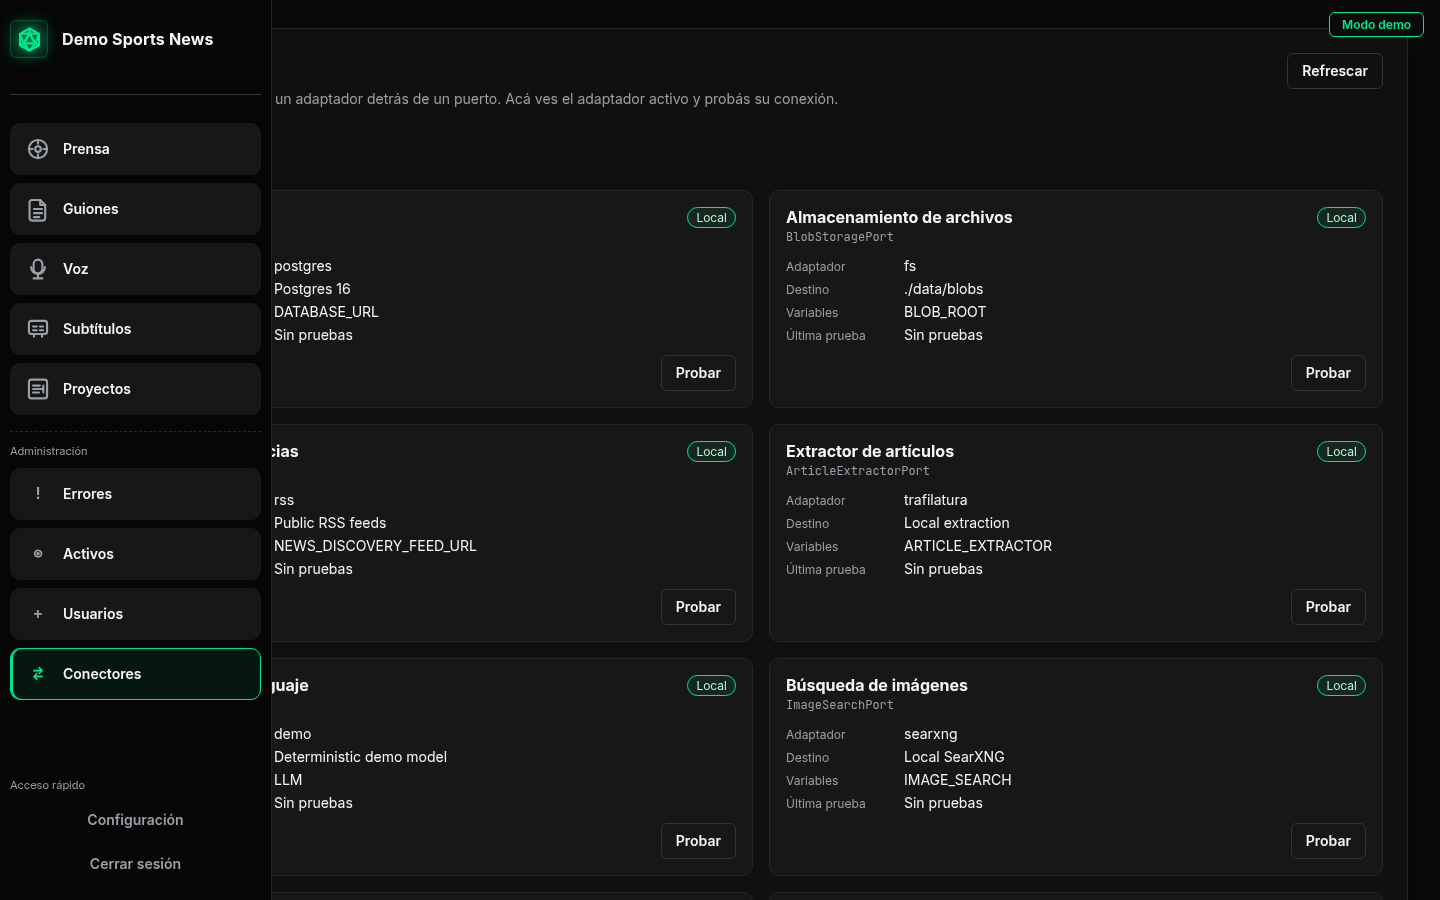 Demo Sports News
Prensa
Guiones
Voz
Subtítulos
Proyectos
Administración
! Errores
Activos
+ Usuarios
Conectores
Acceso rápido
Configuración
Cerrar sesión
Modo demo
Refrescar
un adaptador detrás de un puerto. Acá ves el adaptador activo y probás su conexión.
Local
postgres
Postgres 16
DATABASE_URL
Sin pruebas
Probar
Almacenamiento de archivos
Local
BlobStoragePort
Adaptador fs
Destino ./data/blobs
Variables BLOB_ROOT
Última prueba Sin pruebas
Probar
cias
Local
rss
Public RSS feeds
NEWS_DISCOVERY_FEED_URL
Sin pruebas
Probar
Extractor de artículos
Local
ArticleExtractorPort
Adaptador trafilatura
Destino Local extraction
Variables ARTICLE_EXTRACTOR
Última prueba Sin pruebas
Probar
guaje
Local
demo
Deterministic demo model
LLM
Sin pruebas
Probar
Búsqueda de imágenes
Local
ImageSearchPort
Adaptador searxng
Destino Local SearXNG
Variables IMAGE_SEARCH
Última prueba Sin pruebas
Probar